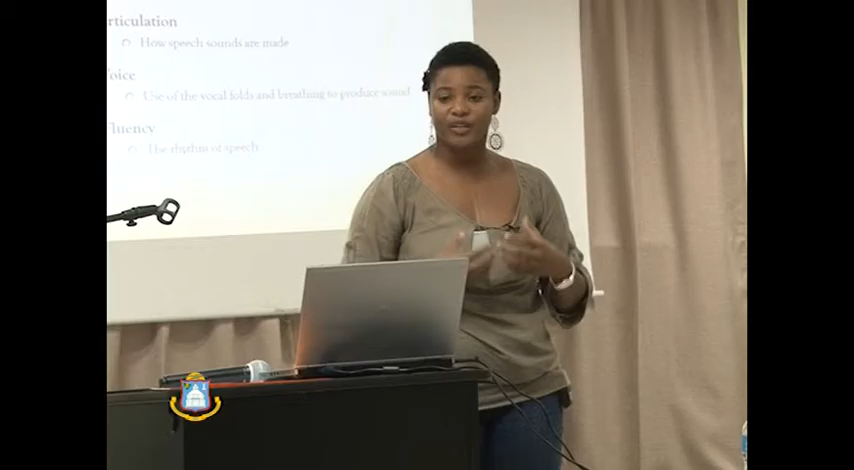 rticulation
How speech sounds are made
oice
Use of the vocal folds and breathing to produce sound
luency
The rhythm of speech